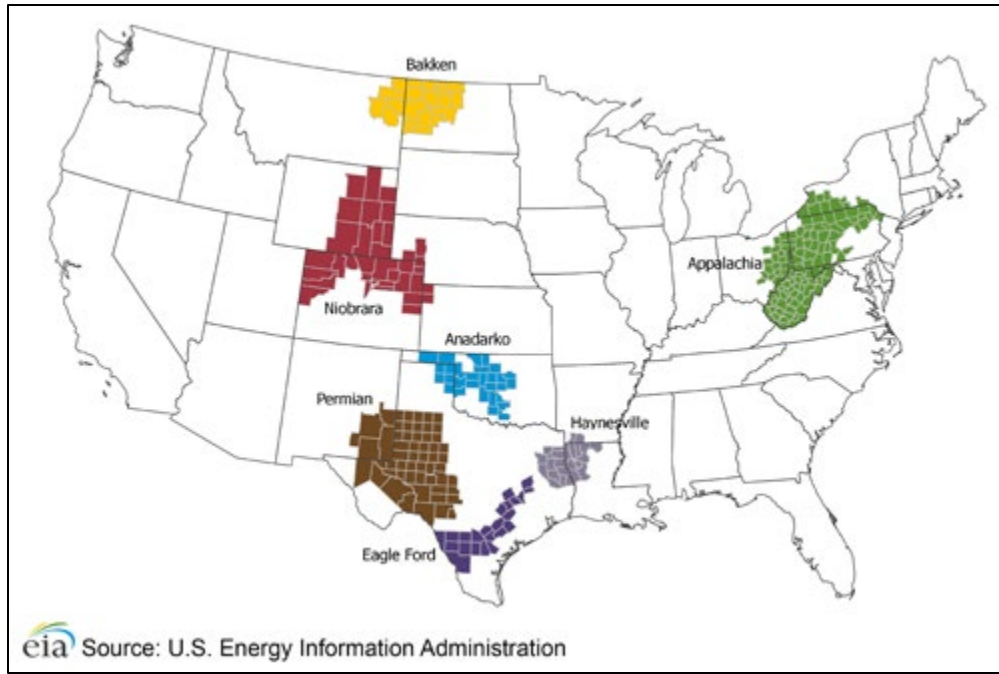 Bakken
Appalachia
Niobrara
Anadarko
Permian
Haynesville
Eagle Ford
eia Source: U.S. Energy Information Administration